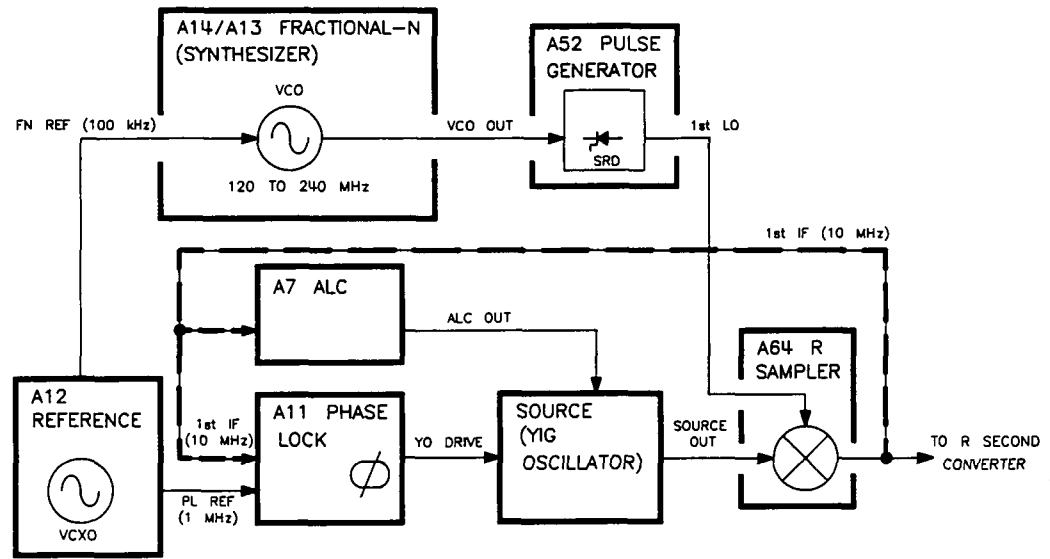 A14/A13 FRACTIONAL-N
(SYNTHESIZER)
VCO
120 TO 240 MHz
FN REF (100 kHz)
VCO OUT
A52 PULSE
GENERATOR
SRD
1st LO
1st IF (10 MHz)
A7 ALC
ALC OUT
A64 R
SAMPLER
A12
REFERENCE
VCXO
1st IF
(10 MHz)
PL REF
(1 MHz)
A11 PHASE
LOCK
YO DRIVE
SOURCE
(YIG
OSCILLATOR)
SOURCE
OUT
TO R SECOND
CONVERTER